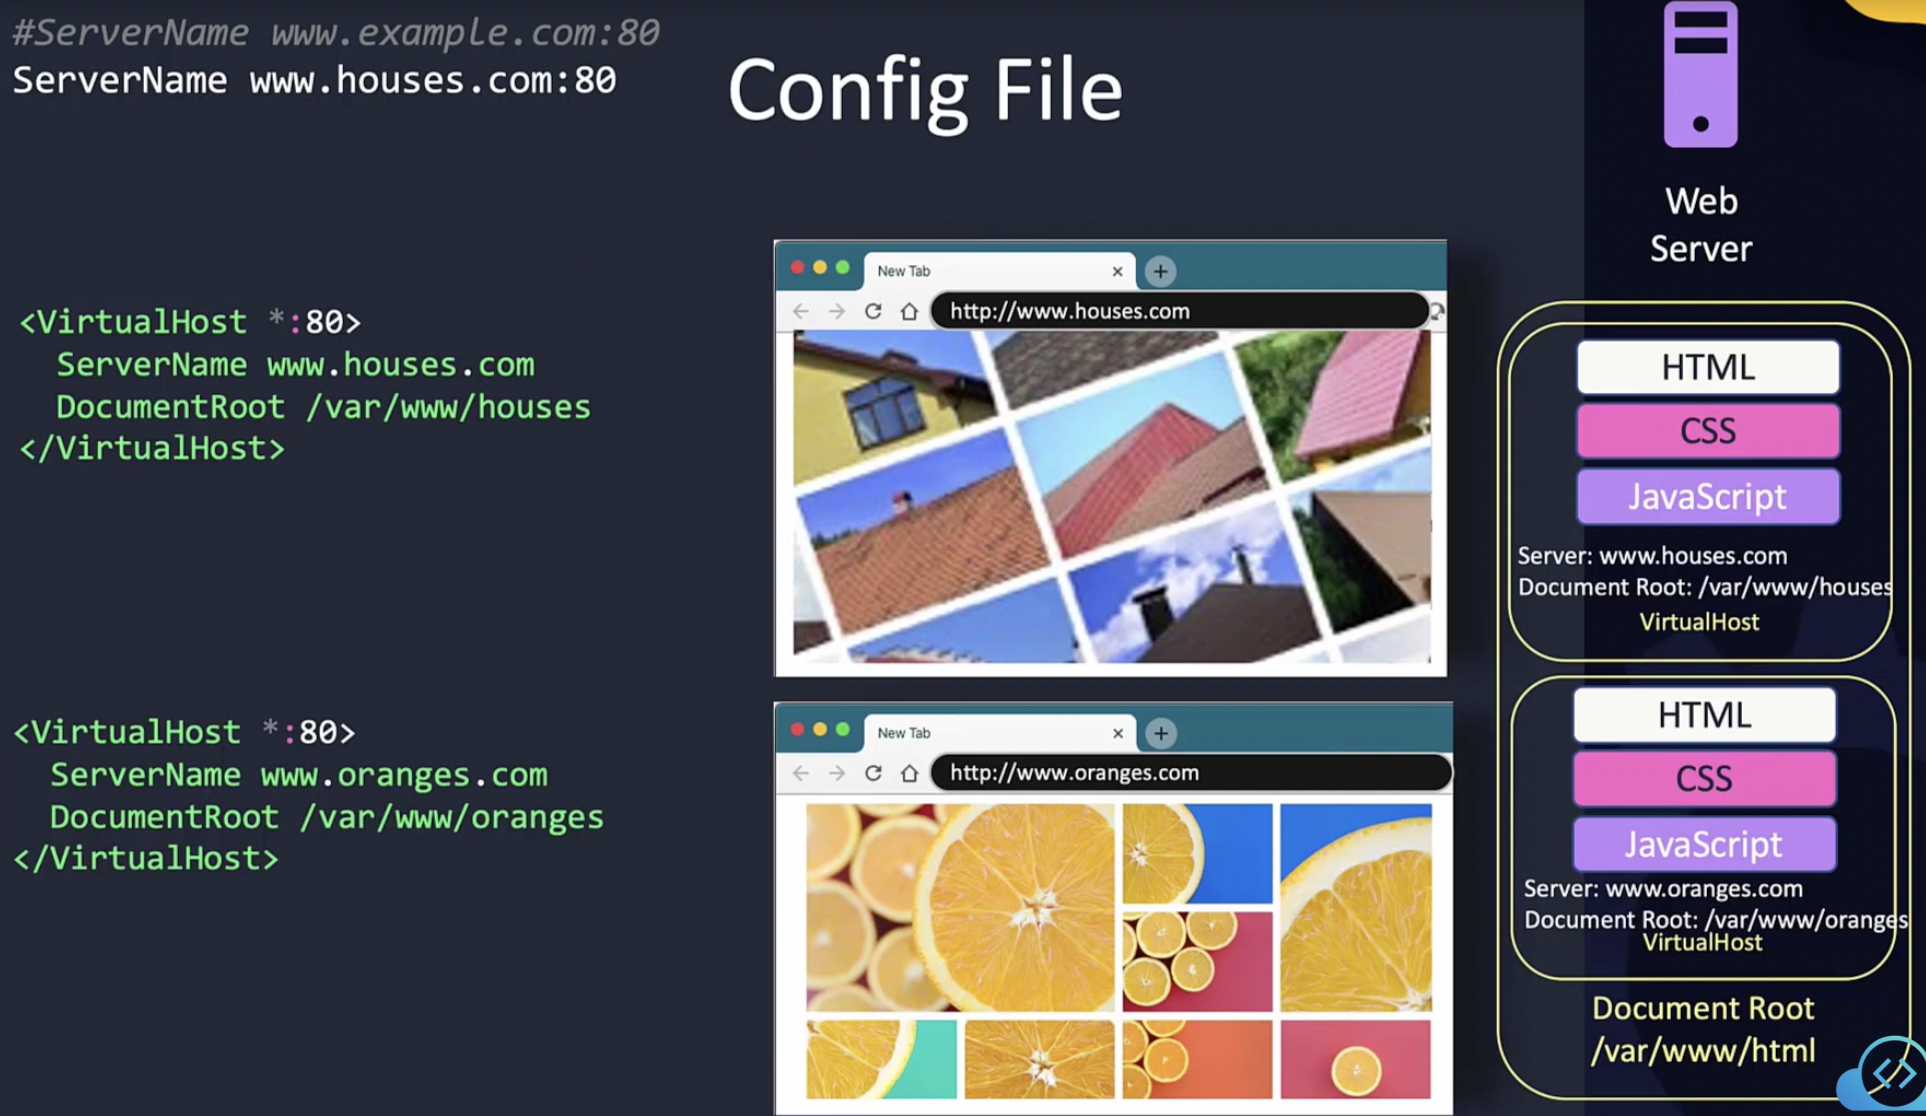 #ServerName www.example.com:80
ServerName www.houses.com:80
Config File
<VirtualHost *:80>
  ServerName www.houses.com
  DocumentRoot /var/www/houses
</VirtualHost>
<VirtualHost *:80>
  ServerName www.oranges.com
  DocumentRoot /var/www/oranges
</VirtualHost>
New Tab
http://www.houses.com
New Tab
http://www.oranges.com
Web
Server
HTML
CSS
JavaScript
Server: www.houses.com
Document Root: /var/www/houses
VirtualHost
HTML
CSS
JavaScript
Server: www.oranges.com
Document Root: /var/www/oranges
VirtualHost
Document Root
/var/www/html